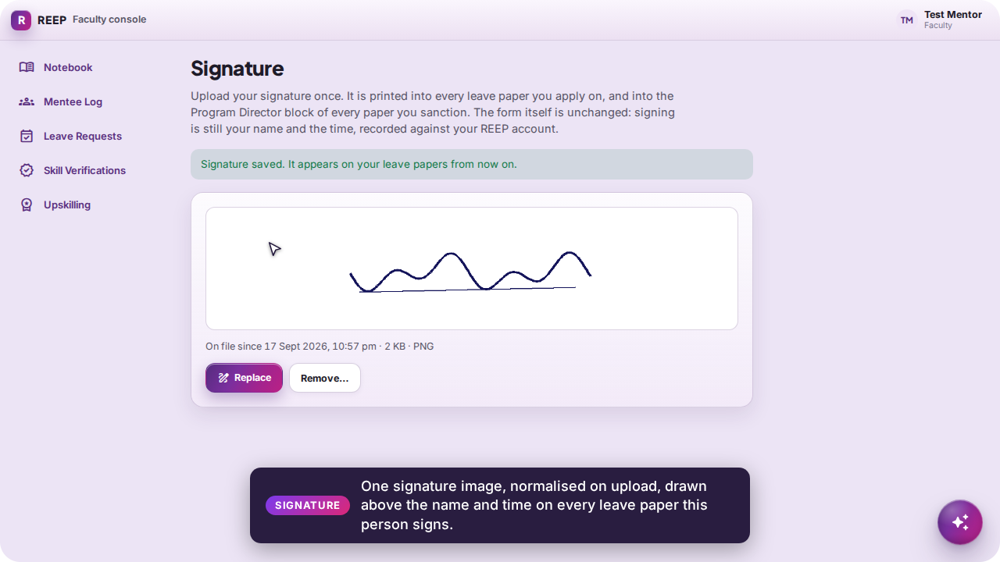 R REEP Faculty console
TM Test Mentor
Faculty
Notebook
Mentee Log
Leave Requests
Skill Verifications
Upskilling
Signature
Upload your signature once. It is printed into every leave paper you apply on, and into the
Program Director block of every paper you sanction. The form itself is unchanged: signing
is still your name and the time, recorded against your REEP account.
Signature saved. It appears on your leave papers from now on.
On file since 17 Sept 2026, 10:57 pm · 2 KB · PNG
Replace
Remove...
SIGNATURE
One signature image, normalised on upload, drawn
above the name and time on every leave paper this
person signs.